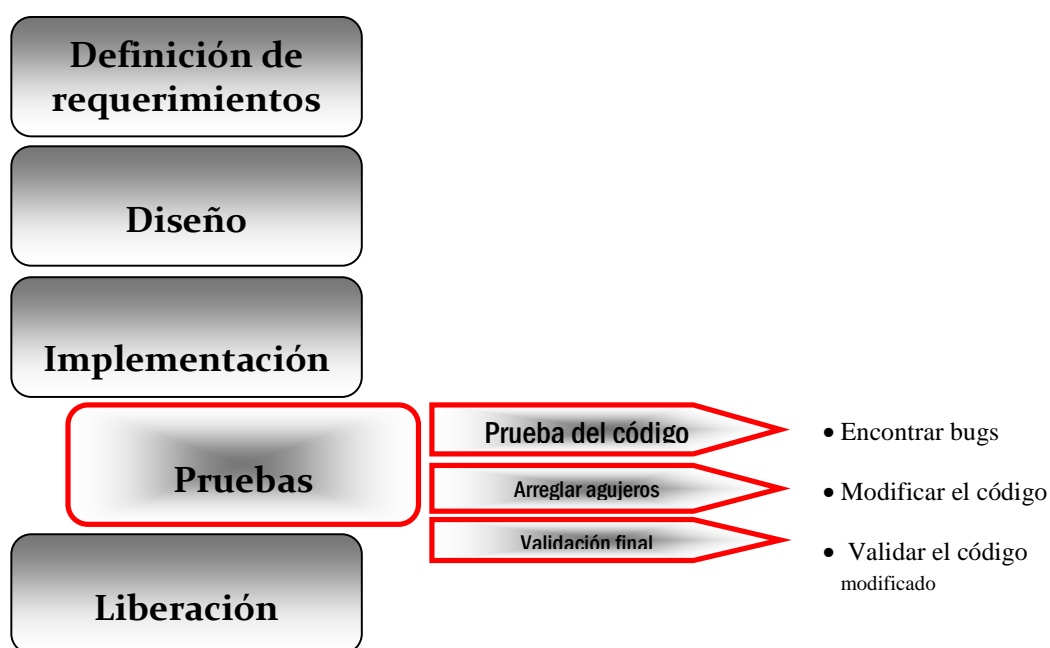 Definición de
requerimientos
Diseño
Implementación
Pruebas
Prueba del código
• Encontrar bugs
Arreglar agujeros
• Modificar el código
Validación final
• Validar el código
modificado
Liberación